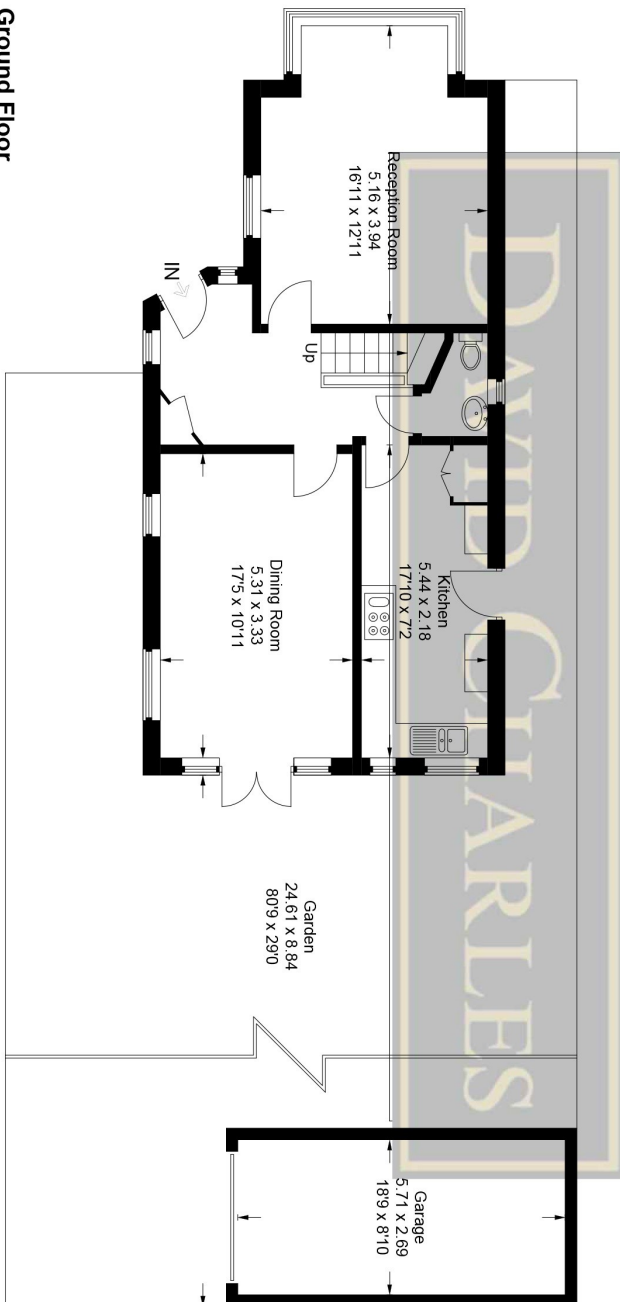 DAVID CHARLES
Reception Room
5.16 x 3.94
16'11 x 12'11
IN
Up
Kitchen
5.44 x 2.18
17'10 x 7'2
Dining Room
5.31 x 3.33
17'5 x 10'11
Garden
24.61 x 8.84
80'9 x 29'0
Garage
5.71 x 2.69
18'9 x 8'10
Ground Floor